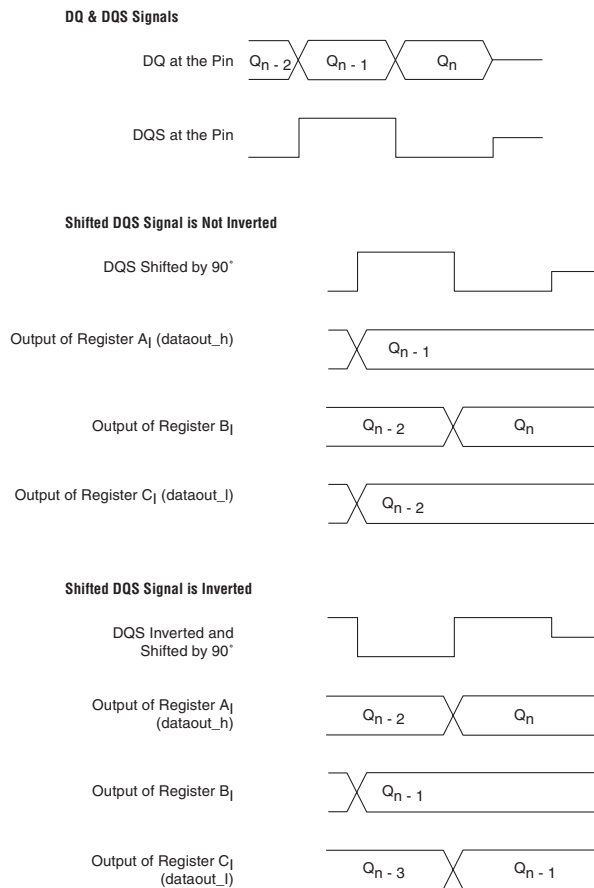 DQ & DQS Signals
DQ at the Pin Qn - 2 Qn - 1 Qn
DQS at the Pin
Shifted DQS Signal is Not Inverted
DQS Shifted by 90˚
Output of Register AI (dataout_h) Qn - 1
Output of Register BI Qn - 2 Qn
Output of Register CI (dataout_l) Qn - 2
Shifted DQS Signal is Inverted
DQS Inverted and
Shifted by 90˚
Output of Register AI
(dataout_h) Qn - 2 Qn
Output of Register BI Qn - 1
Output of Register CI
(dataout_l) Qn - 3 Qn - 1